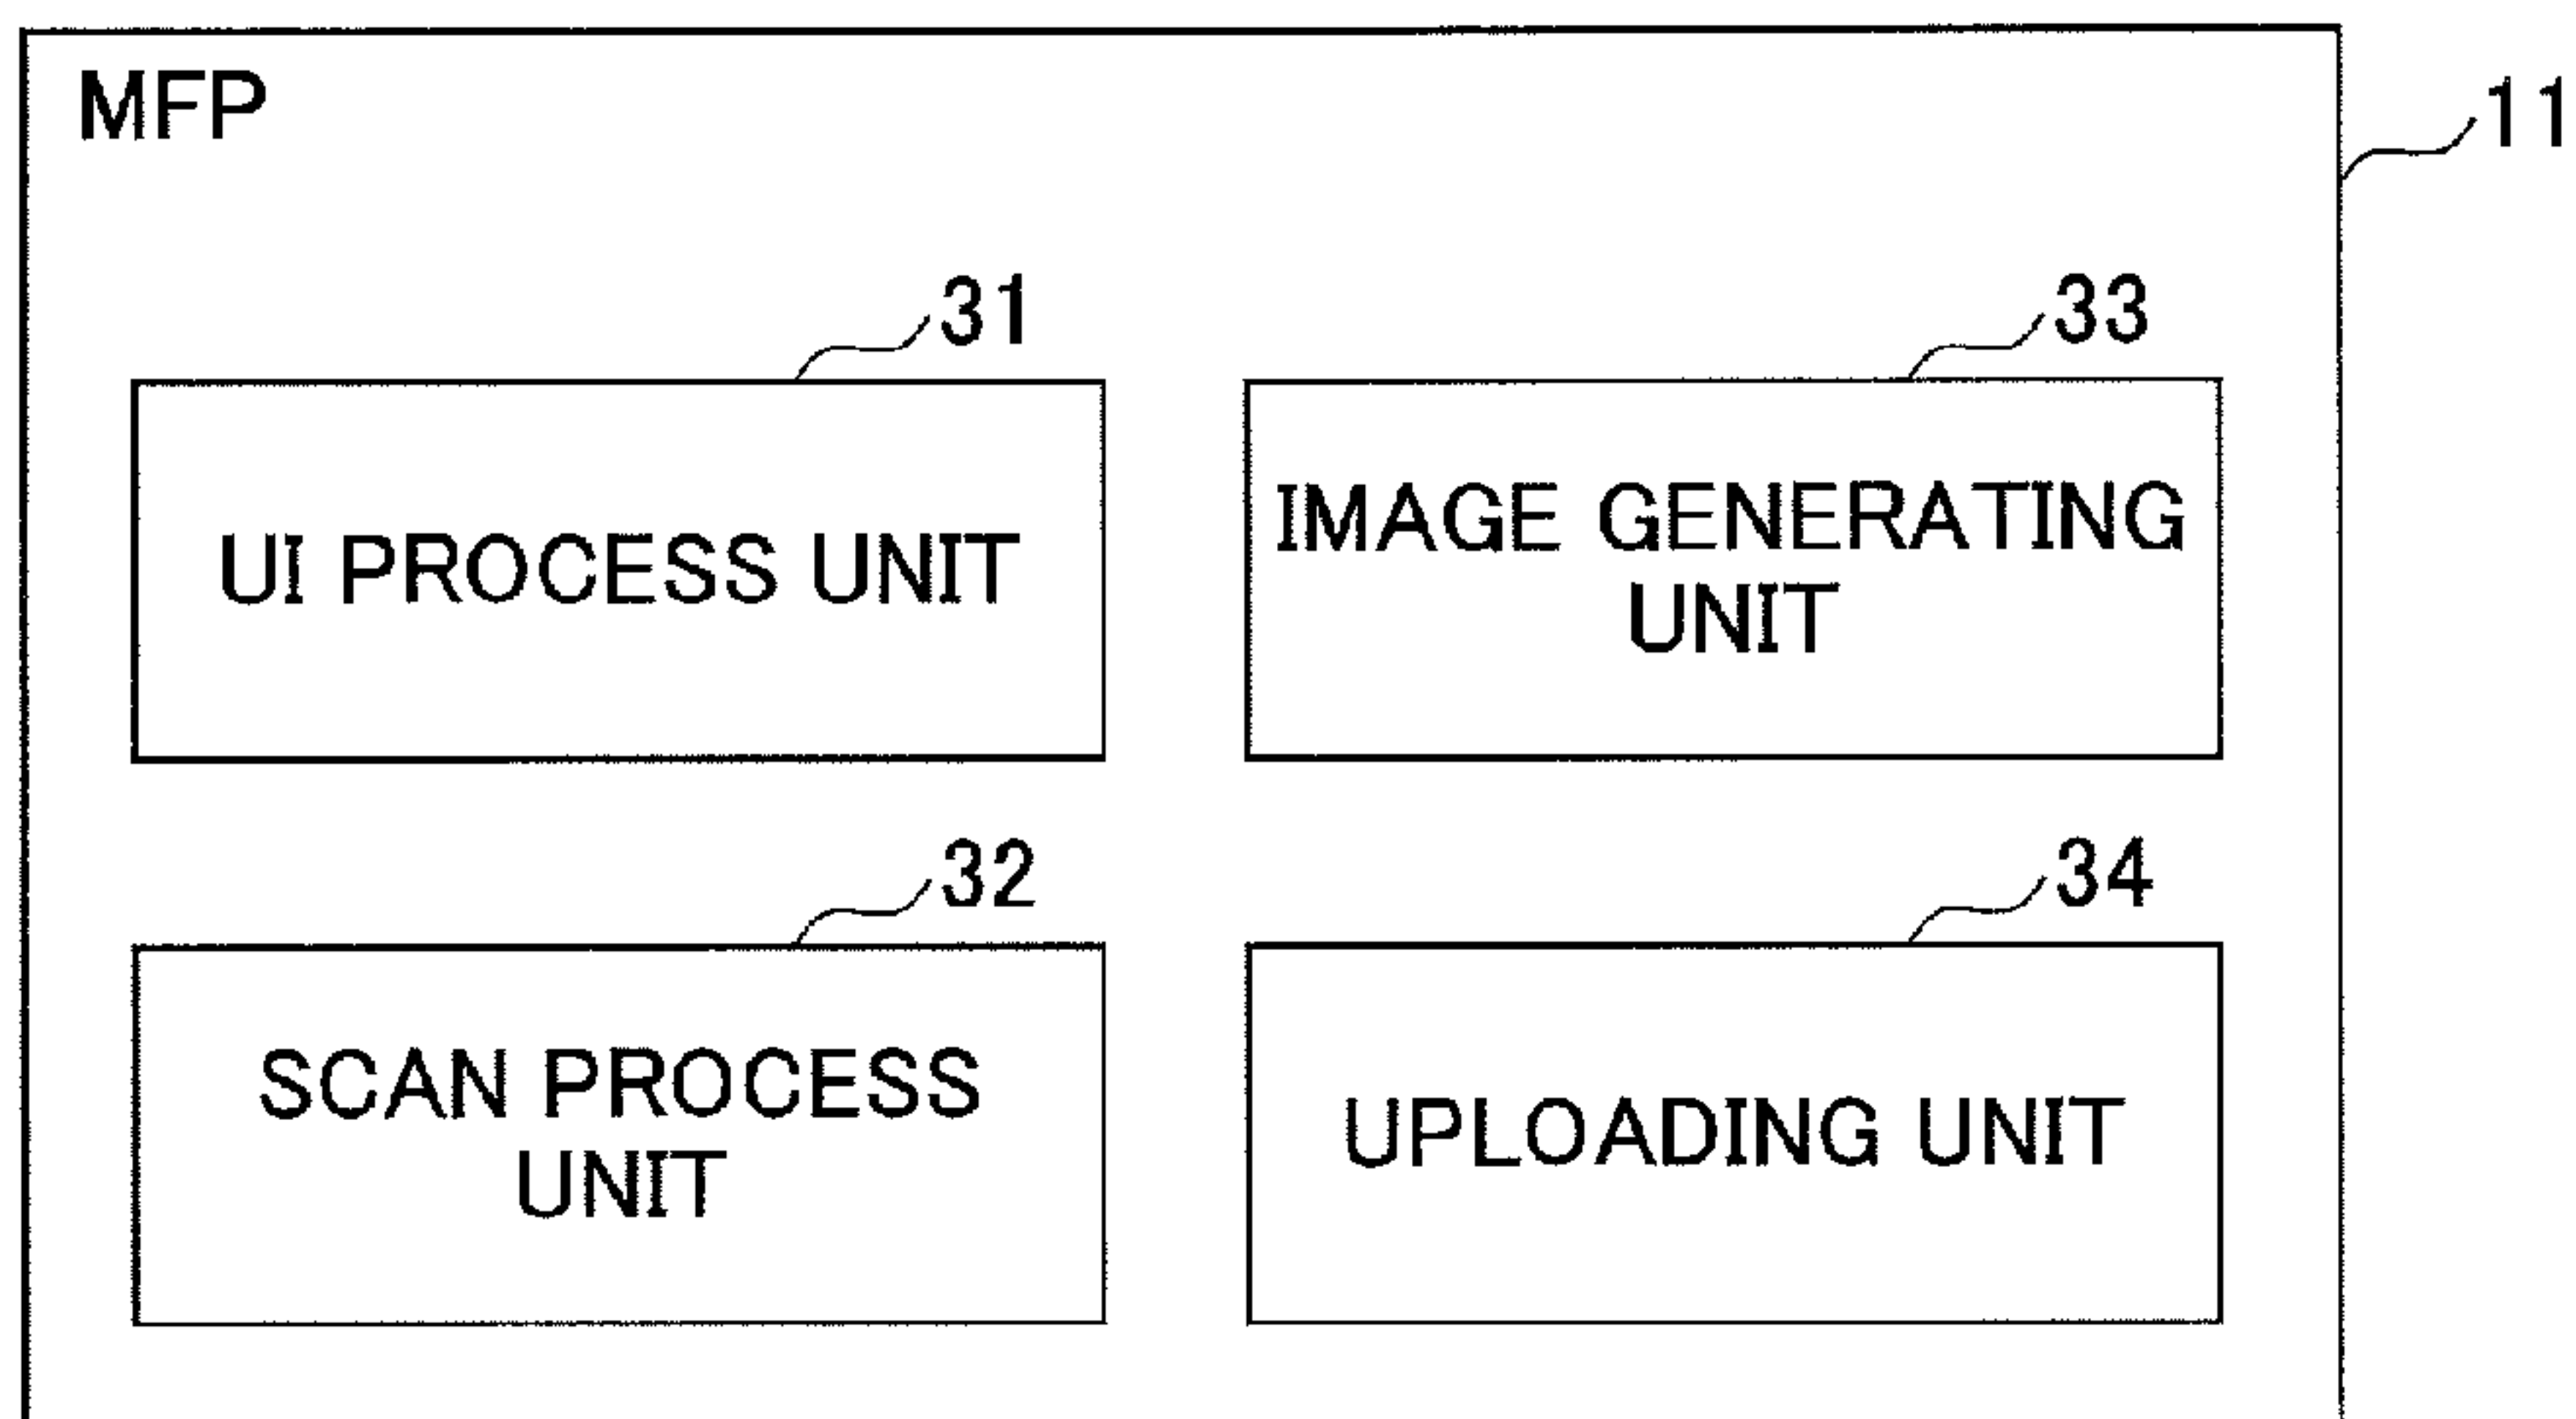 MFP
11
31
UI PROCESS UNIT
33
IMAGE GENERATING
UNIT
32
SCAN PROCESS
UNIT
34
UPLOADING UNIT